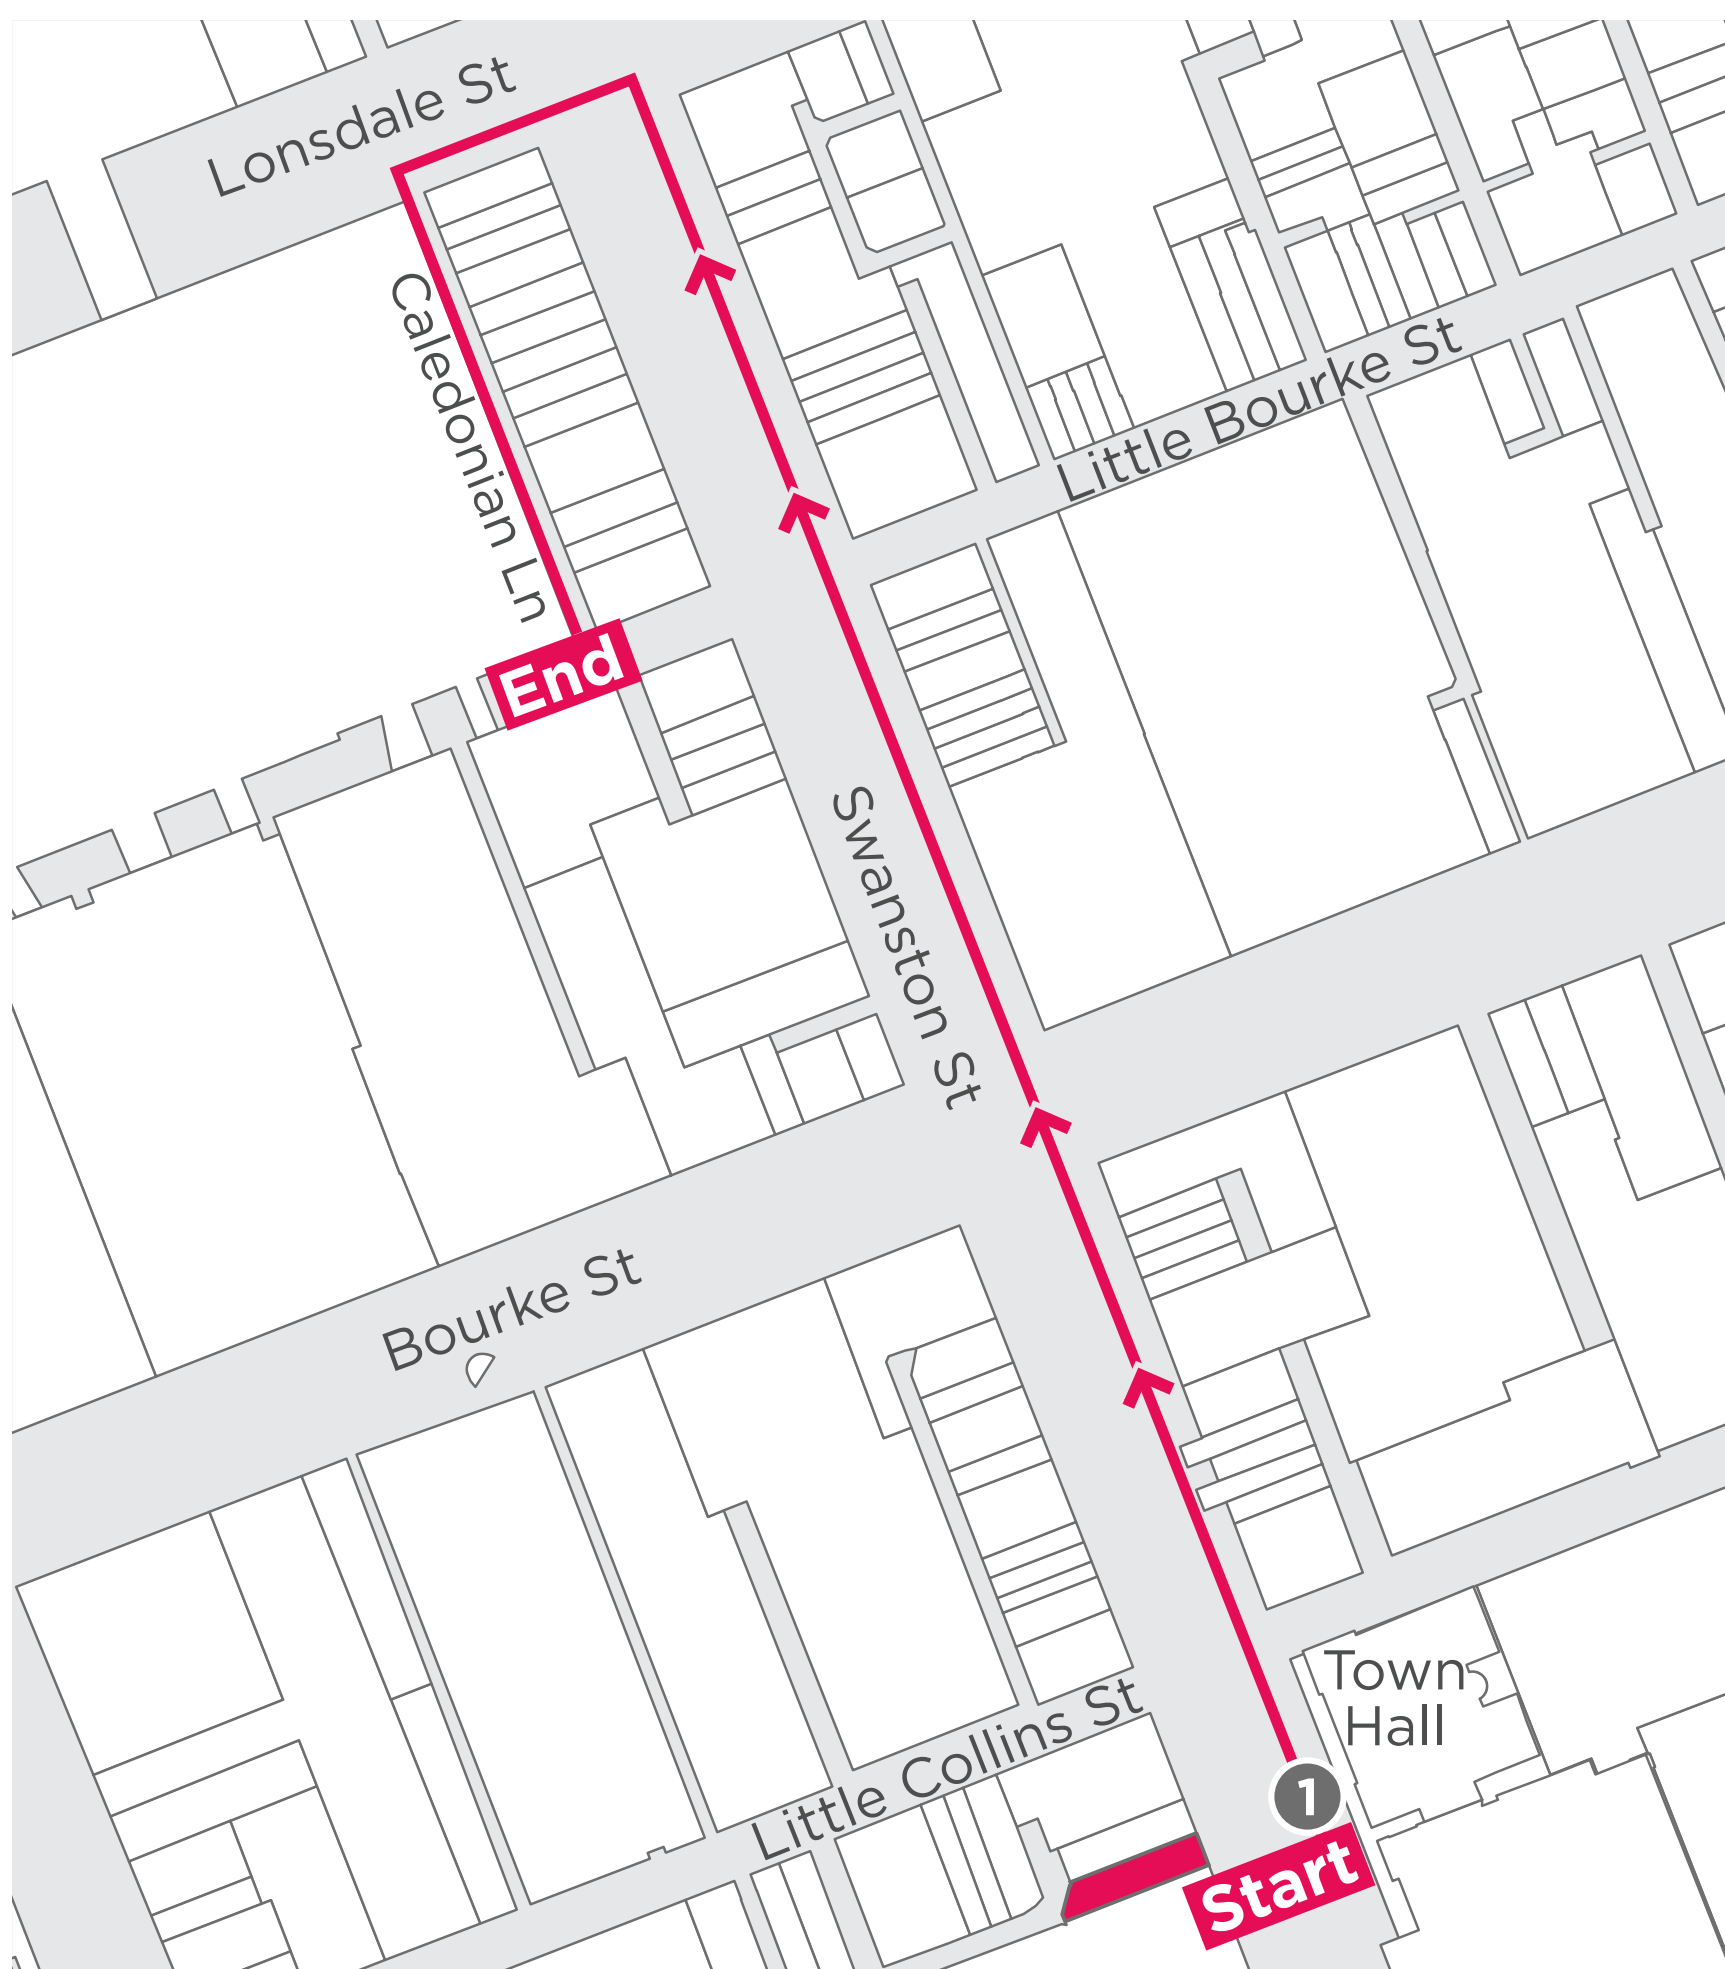 Lonsdale St
Caledonian Ln
Little Bourke St
End
Swanston St
Bourke St
Town
Hall
Little Collins St
1
Start